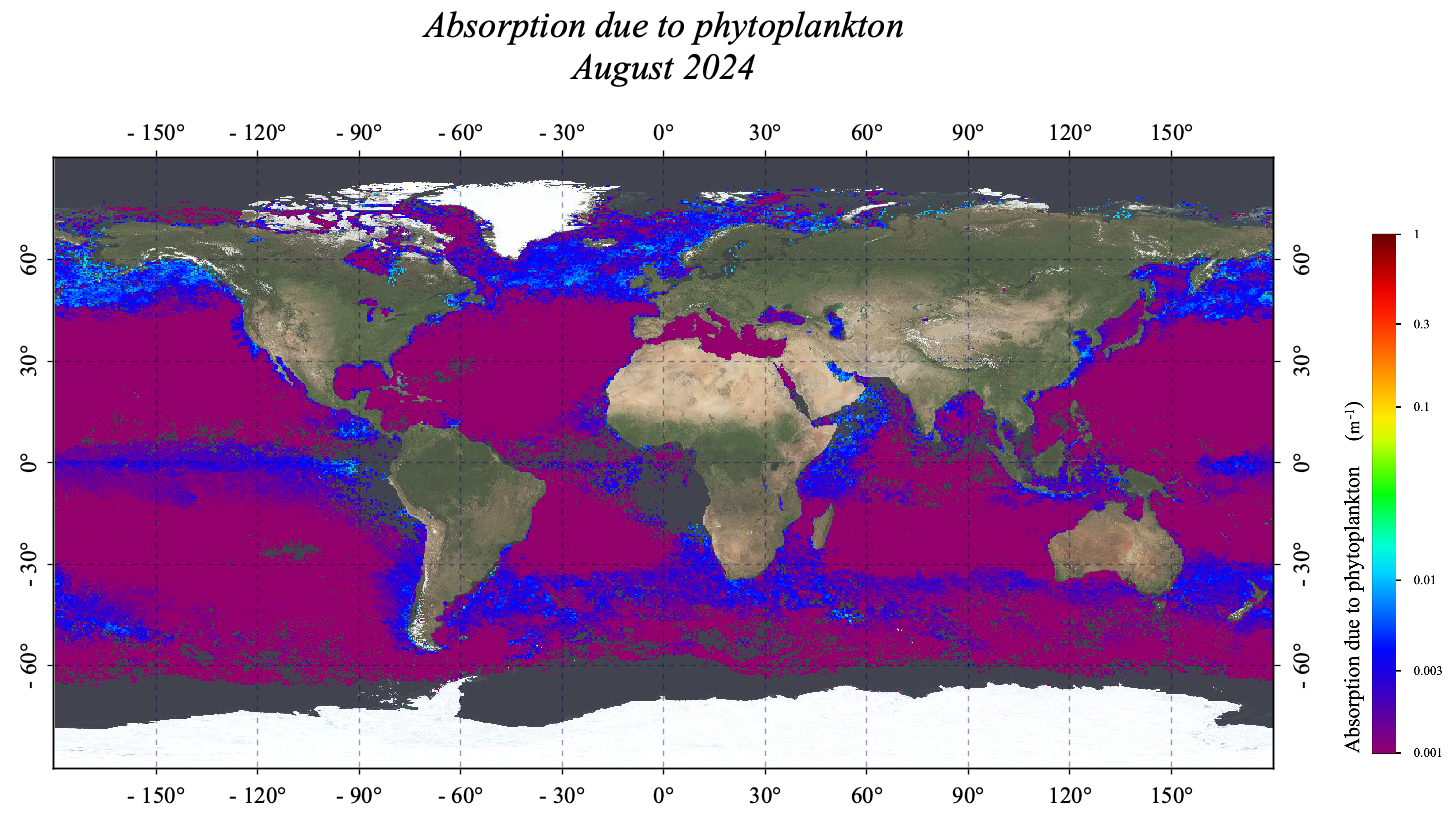 Absorption due to phytoplankton
August 2024
- 150° - 120° - 90° - 60° - 30° 0° 30° 60° 90° 120° 150°
60° 60°
30° 30°
0° 0°
- 30° - 30°
- 60° - 60°
- 150° - 120° - 90° - 60° - 30° 0° 30° 60° 90° 120° 150°
1
0.3
0.1
0.01
0.003
0.001
Absorption due to phytoplankton (m-1)